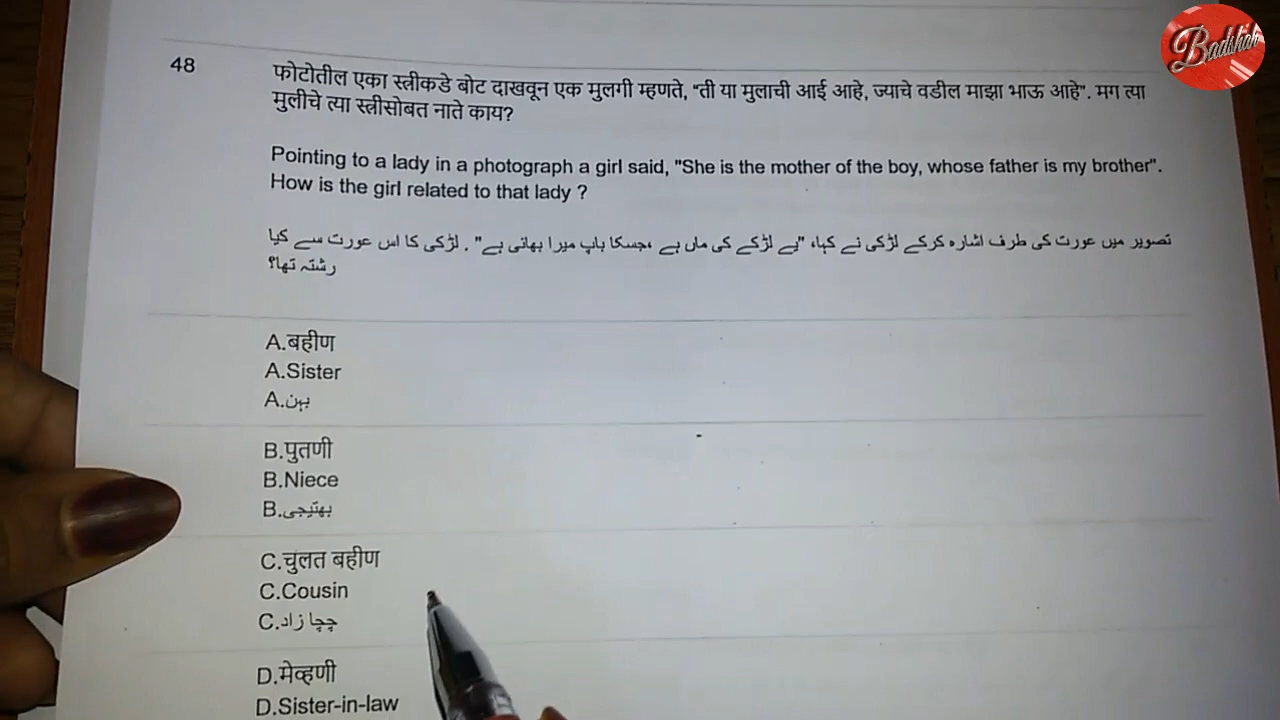 Badshah
48
फोटोतील एका स्त्रीकडे बोट दाखवून एक मुलगी म्हणते, "ती या मुलाची आई आहे, ज्याचे वडील माझा भाऊ आहे". मग त्या
मुलीचे त्या स्त्रीसोबत नाते काय?
Pointing to a lady in a photograph a girl said, "She is the mother of the boy, whose father is my brother".
How is the girl related to that lady ?
تصویر میں عورت کی طرف اشارہ کرکے لڑکی نے کہا، "یے لڑکے کی ماں ہے ،جسکا باپ میرا بھائی ہے" . لڑکی کا اس عورت سے کیا
رشتہ تھا؟
A.बहीण
A.Sister
A.بہن
B.पुतणी
B.Niece
B.بھتیجی
C.चुलत बहीण
C.Cousin
C.چچا زاد
D.मेव्हणी
D.Sister-in-law